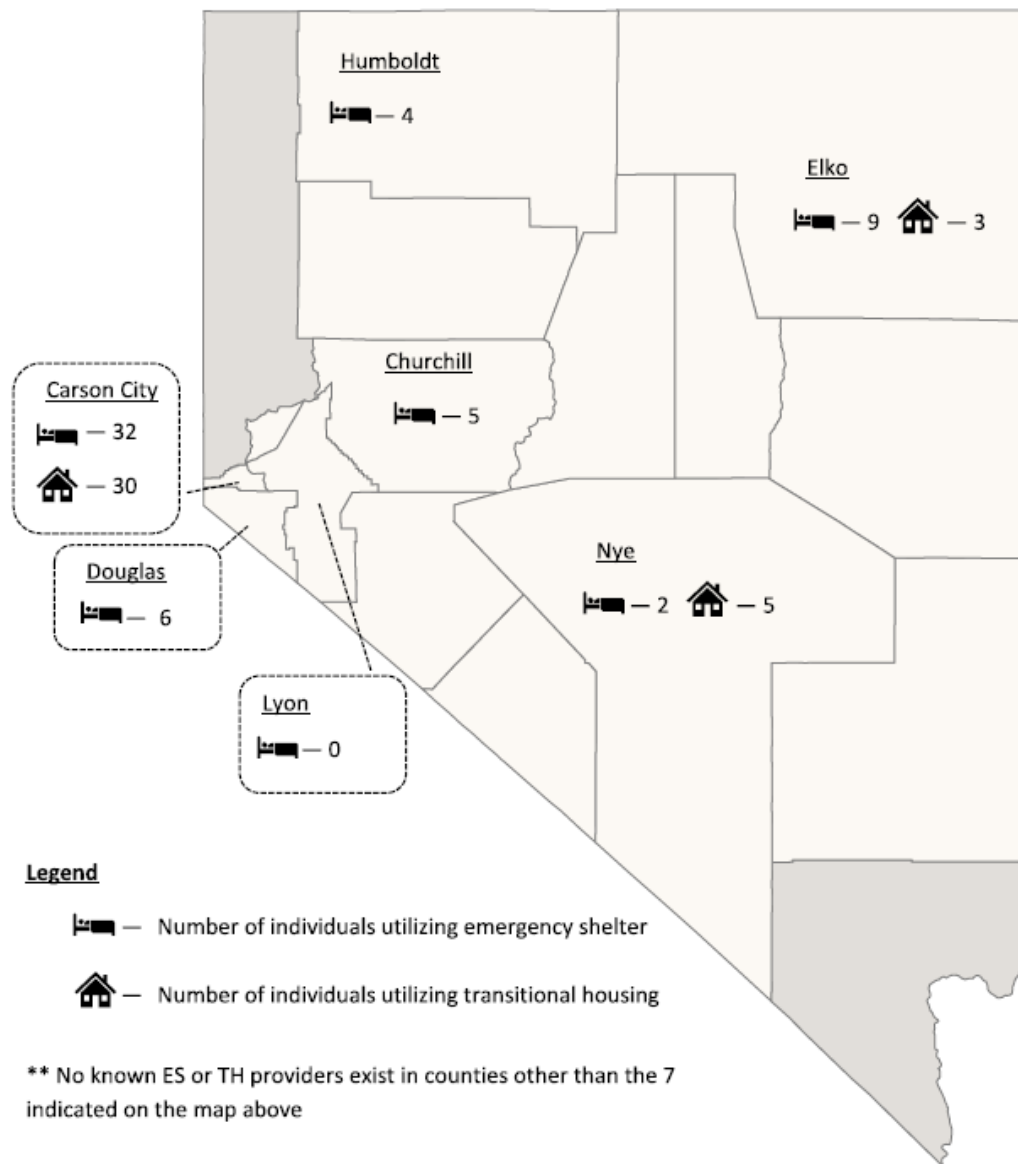 Humboldt
— 4
Elko
— 9 — 3
Churchill
— 5
Carson City
— 32
— 30
Douglas
— 6
Nye
— 2 — 5
Lyon
— 0
Legend
— Number of individuals utilizing emergency shelter
— Number of individuals utilizing transitional housing
** No known ES or TH providers exist in counties other than the 7
indicated on the map above